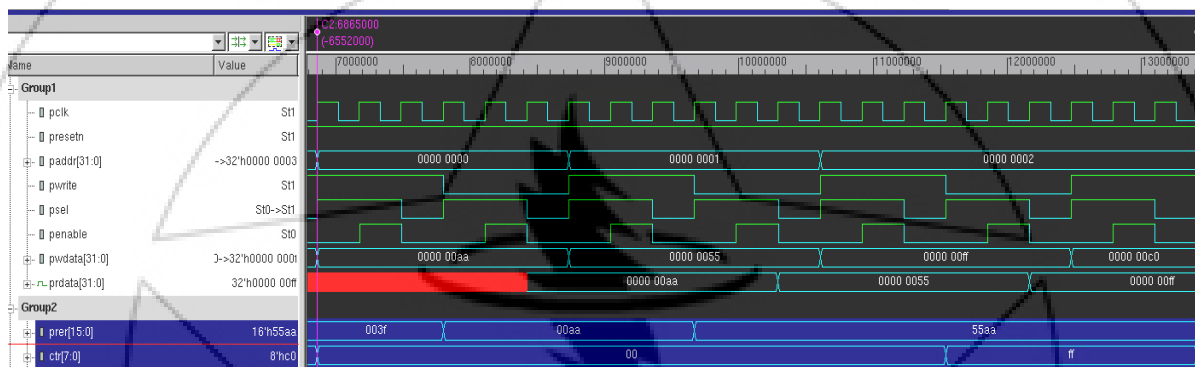 C2:6865000
(-6552000)
Name Value
7000000 8000000 9000000 10000000 11000000 12000000 13000000
Group1
pclk St1
presetn St1
paddr[31:0] ->32'h0000 0003 0000 0000 0000 0001 0000 0002
pwrite St1
psel St0->St1
penable St0
pwdata[31:0] 0->32'h0000 0001 0000 00aa 0000 0055 0000 00ff 0000 00c0
prdata[31:0] 32'h0000 00ff 0000 00aa 0000 0055 0000 00ff
Group2
prer[15:0] 16'h55aa 003f 00aa 55aa
ctr[7:0] 8'hc0 00 ff